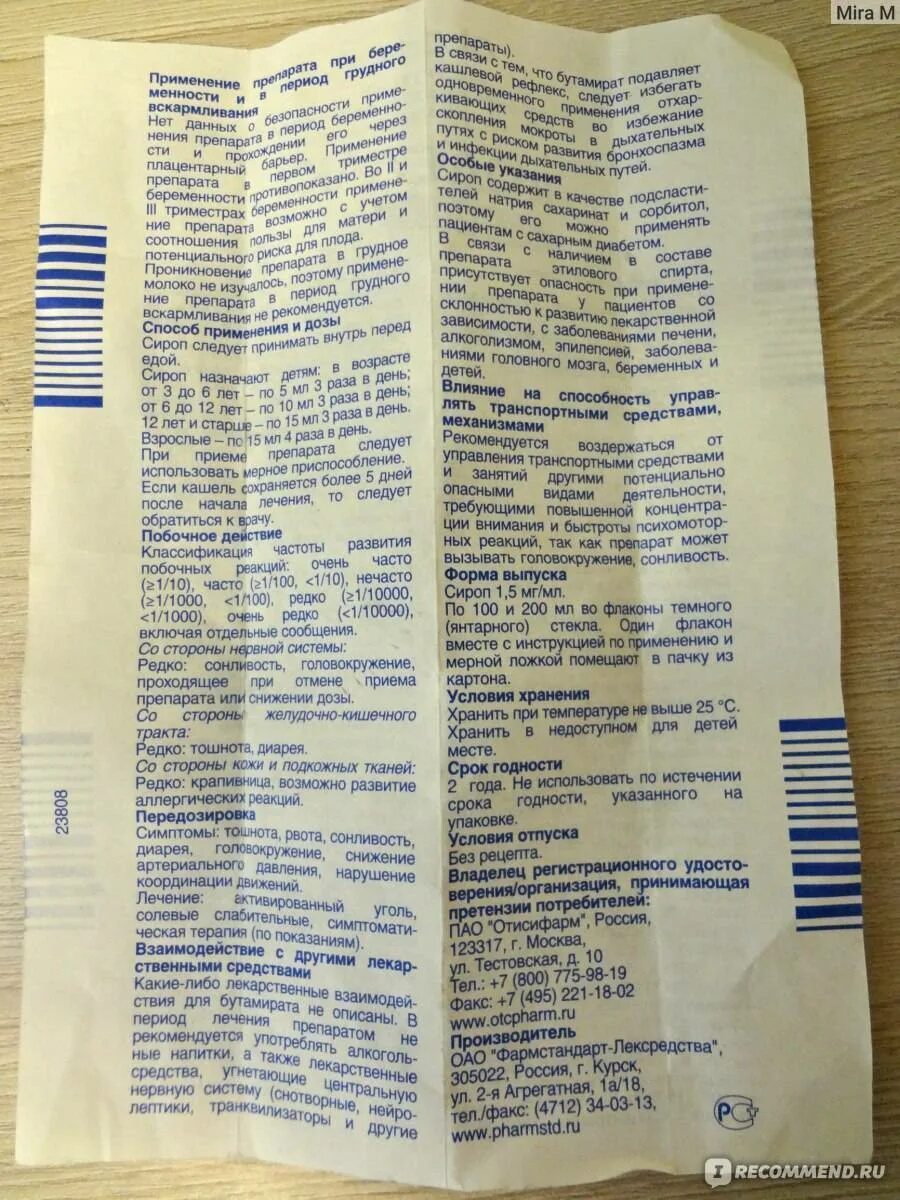 Mira M
Применение препарата при бере-
менности и в период грудного
вскармливания
Нет данных о безопасности приме-
нения препарата в период беременно-
сти и прохождении его через
плацентарный барьер. Применение
препарата в первом триместре
беременности противопоказано. Во II и
III триместрах беременности примене-
ние препарата возможно с учетом
соотношения пользы для матери и
потенциального риска для плода.
Проникновение препарата в грудное
молоко не изучалось, поэтому примене-
ние препарата в период грудного
вскармливания не рекомендуется.
Способ применения и дозы
Сироп следует принимать внутрь перед
едой.
Сироп назначают детям: в возрасте
от 3 до 6 лет – по 5 мл 3 раза в день;
от 6 до 12 лет – по 10 мл 3 раза в день;
12 лет и старше – по 15 мл 3 раза в день.
Взрослые – по 15 мл 4 раза в день.
При приеме препарата следует
использовать мерное приспособление.
Если кашель сохраняется более 5 дней
после начала лечения, то следует
обратиться к врачу.
Побочное действие
Классификация частоты развития
побочных реакций: очень часто
(≥1/10), часто (≥1/100, <1/10), нечасто
(≥1/1000, <1/100), редко (≥1/10000,
<1/1000), очень редко (<1/10000),
включая отдельные сообщения.
Со стороны нервной системы:
Редко: сонливость, головокружение,
проходящее при отмене приема
препарата или снижении дозы.
Со стороны желудочно-кишечного
тракта:
Редко: тошнота, диарея.
Со стороны кожи и подкожных тканей:
Редко: крапивница, возможно развитие
аллергических реакций.
Передозировка
Симптомы: тошнота, рвота, сонливость,
диарея, головокружение, снижение
артериального давления, нарушение
координации движений.
Лечение: активированный уголь,
солевые слабительные, симптомати-
ческая терапия (по показаниям).
Взаимодействие с другими лекар-
ственными средствами
Какие-либо лекарственные взаимодей-
ствия для бутамирата не описаны. В
период лечения препаратом не
рекомендуется употреблять алкоголь-
ные напитки, а также лекарственные
средства, угнетающие центральную
нервную систему (снотворные, нейро-
лептики, транквилизаторы и другие
23808
препараты).
В связи с тем, что бутамират подавляет
кашлевой рефлекс, следует избегать
одновременного применения отхар-
кивающих средств во избежание
скопления мокроты в дыхательных
путях с риском развития бронхоспазма
и инфекции дыхательных путей.
Особые указания
Сироп содержит в качестве подсласти-
телей натрия сахаринат и сорбитол,
поэтому его можно применять
пациентам с сахарным диабетом.
В связи с наличием в составе
препарата этилового спирта,
присутствует опасность при примене-
нии препарата у пациентов со
склонностью к развитию лекарственной
зависимости, с заболеваниями печени,
алкоголизмом, эпилепсией, заболева-
ниями головного мозга, беременных и
детей.
Влияние на способность управ-
лять транспортными средствами,
механизмами
Рекомендуется воздержаться от
управления транспортными средствами
и занятий другими потенциально
опасными видами деятельности,
требующими повышенной концентра-
ции внимания и быстроты психомотор-
ных реакций, так как препарат может
вызывать головокружение, сонливость.
Форма выпуска
Сироп 1,5 мг/мл.
По 100 и 200 мл во флаконы темного
(янтарного) стекла. Один флакон
вместе с инструкцией по применению и
мерной ложкой помещают в пачку из
картона.
Условия хранения
Хранить при температуре не выше 25 °С.
Хранить в недоступном для детей
месте.
Срок годности
2 года. Не использовать по истечении
срока годности, указанного на
упаковке.
Условия отпуска
Без рецепта.
Владелец регистрационного удосто-
верения/организация, принимающая
претензии потребителей:
ПАО "Отисифарм", Россия,
123317, г. Москва,
ул. Тестовская, д. 10
Тел.: +7 (800) 775-98-19
Факс: +7 (495) 221-18-02
www.otcpharm.ru
Производитель
ОАО "Фармстандарт-Лексредства",
305022, Россия, г. Курск,
ул. 2-я Агрегатная, 1а/18,
тел./факс: (4712) 34-03-13,
www.pharmstd.ru
I RECOMMEND.RU